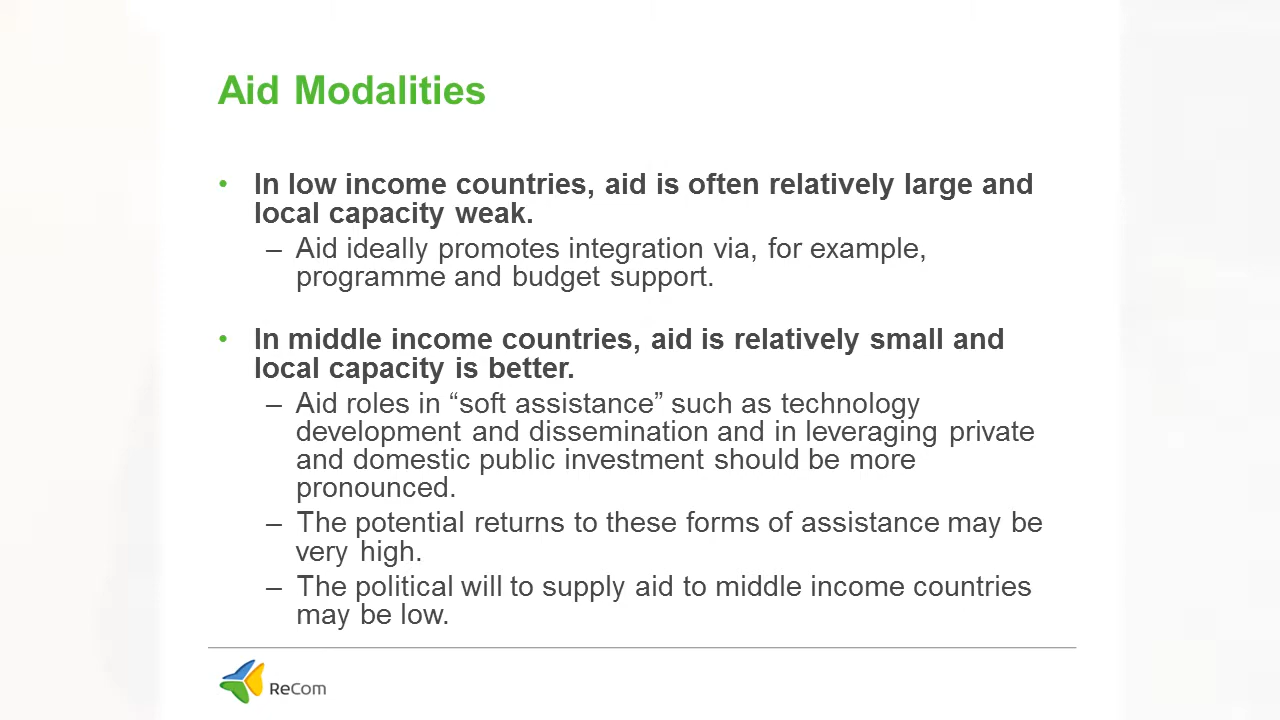 Aid Modalities
• In low income countries, aid is often relatively large and
local capacity weak.
– Aid ideally promotes integration via, for example,
programme and budget support.
• In middle income countries, aid is relatively small and
local capacity is better.
– Aid roles in “soft assistance” such as technology
development and dissemination and in leveraging private
and domestic public investment should be more
pronounced.
– The potential returns to these forms of assistance may be
very high.
– The political will to supply aid to middle income countries
may be low.
ReCom